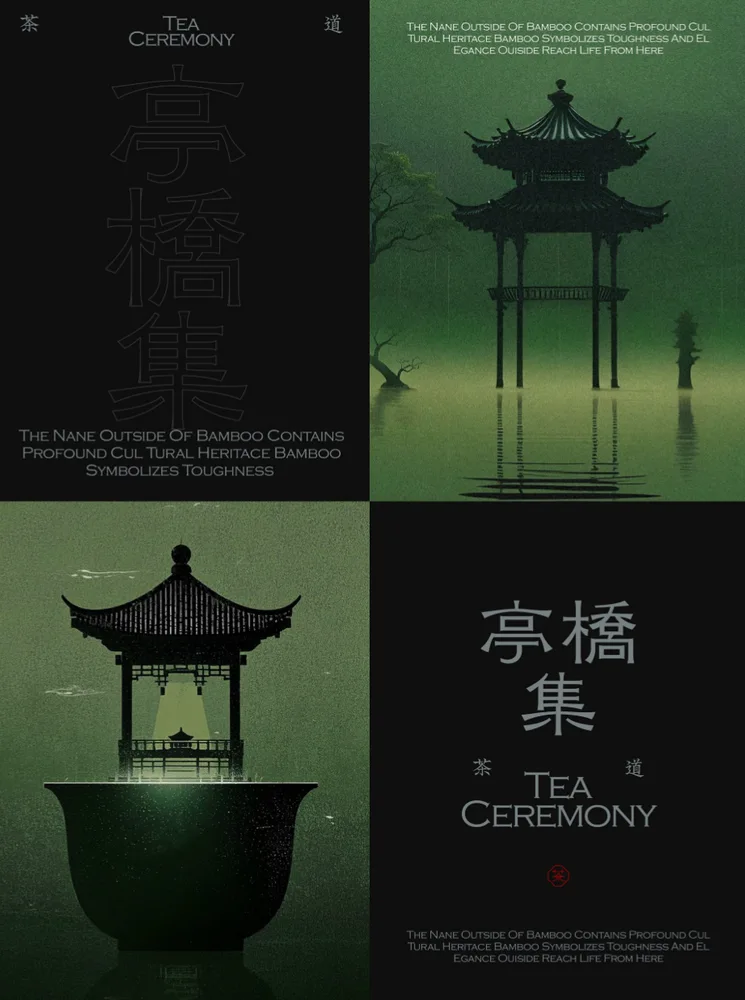 茶 道
TEA
CEREMONY
亭
橋
集
THE NANE OUTSIDE OF BAMBOO CONTAINS
PROFOUND CUL TURAL HERITACE BAMBOO
SYMBOLIZES TOUGHNESS
THE NANE OUTSIDE OF BAMBOO CONTAINS PROFOUND CUL
TURAL HERITACE BAMBOO SYMBOLIZES TOUGHNESS AND EL
EGANCE OUISIDE REACH LIFE FROM HERE
亭橋
集
茶 道
TEA
CEREMONY
茶
THE NANE OUTSIDE OF BAMBOO CONTAINS PROFOUND CUL
TURAL HERITACE BAMBOO SYMBOLIZES TOUGHNESS AND EL
EGANCE OUISIDE REACH LIFE FROM HERE